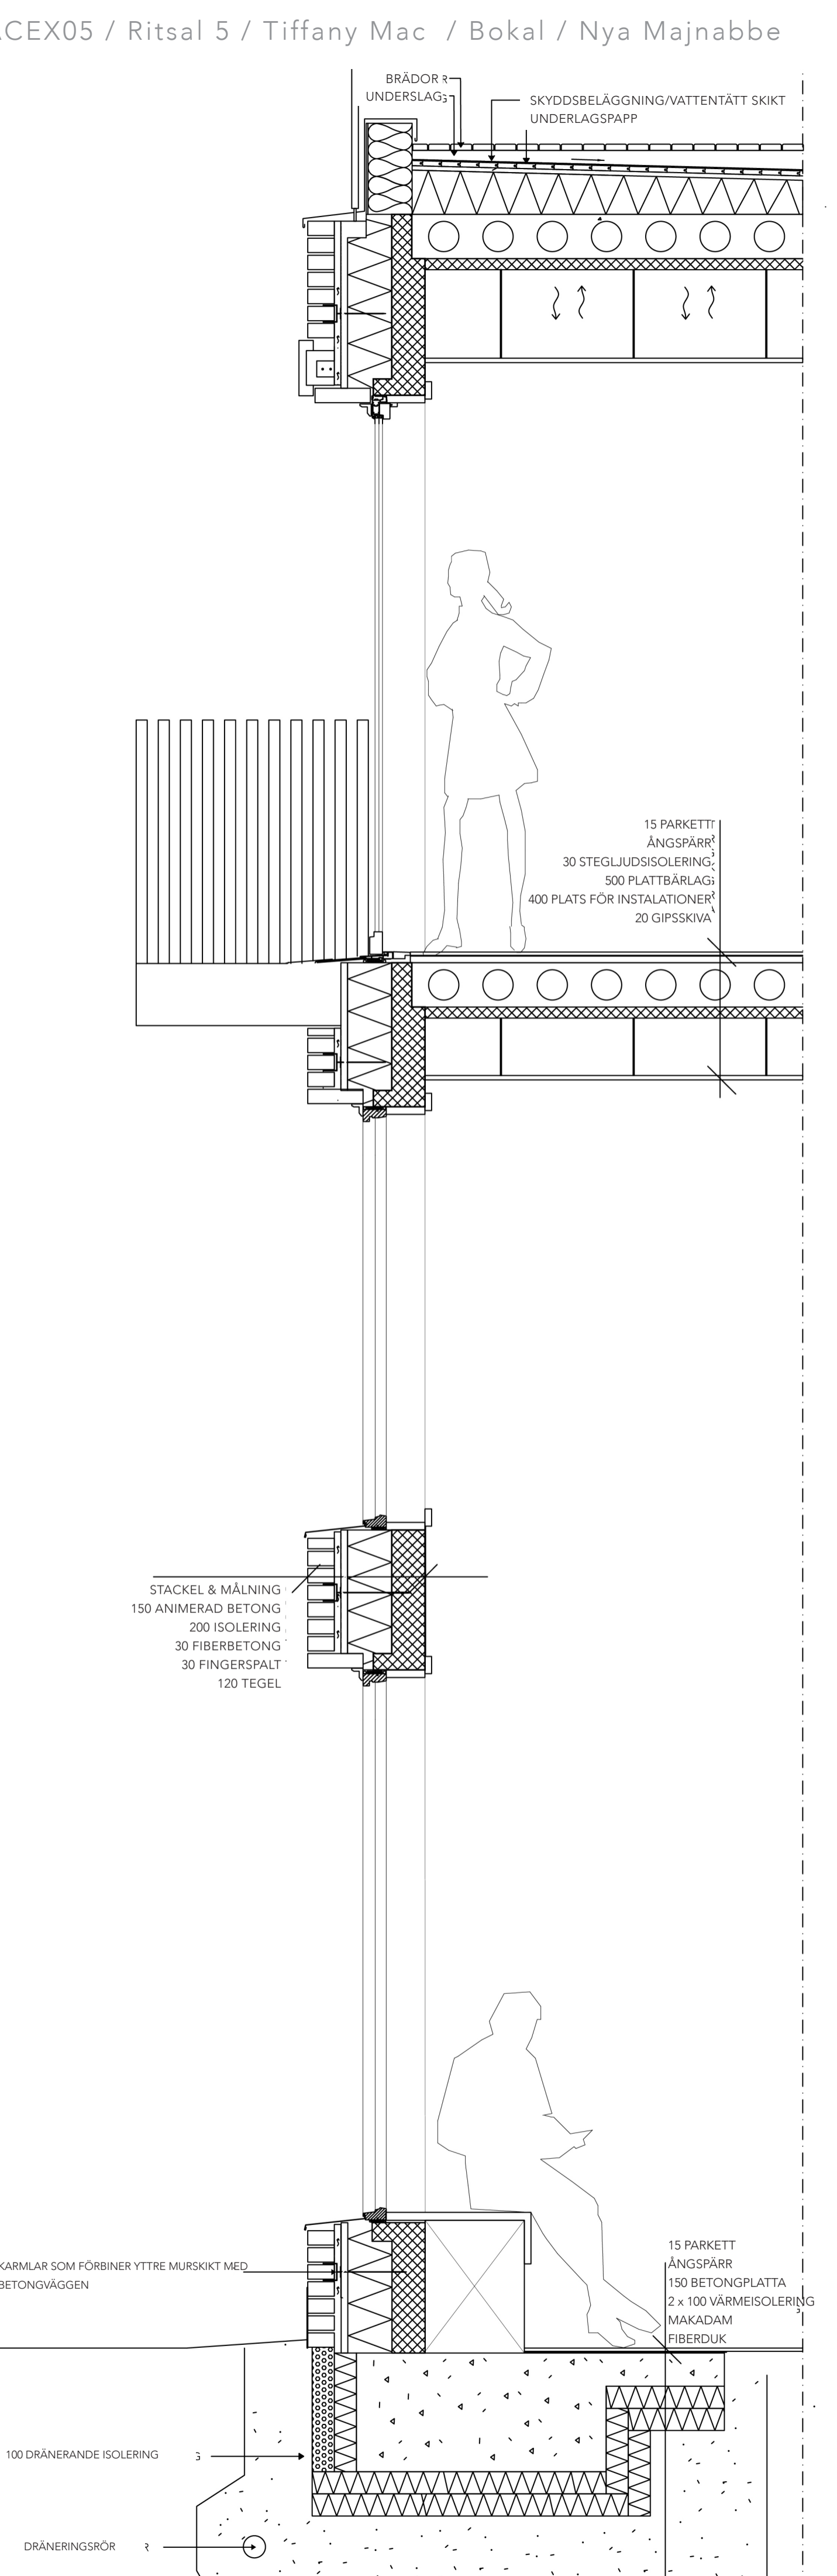 ACEX05 / Ritsal 5 / Tiffany Mac / Bokal / Nya Majnabbe
BRÄDOR
UNDERSLAG
SKYDDSBELÄGGNING/VATTENTÄTT SKIKT
UNDERLAGSPAPP
15 PARKETT
ÅNGSPÄRR
30 STEGLJUDSISOLERING
500 PLATTBÄRLAG
400 PLATS FÖR INSTALATIONER
20 GIPSSKIVA
STACKEL & MÅLNING
150 ANIMERAD BETONG
200 ISOLERING
30 FIBERBETONG
30 FINGERSPALT
120 TEGEL
KARMLAR SOM FÖRBINER YTTRE MURSKIKT MED
BETONGVÄGGEN
15 PARKETT
ÅNGSPÄRR
150 BETONGPLATTA
2 x 100 VÄRMEISOLERING
MAKADAM
FIBERDUK
100 DRÄNERANDE ISOLERING
DRÄNERINGSRÖR